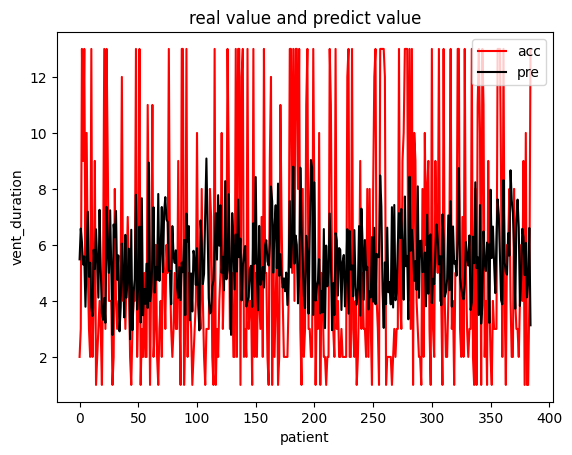 real value and predict value
acc
pre
vent_duration
12
10
8
6
4
2
0 50 100 150 200 250 300 350 400
patient